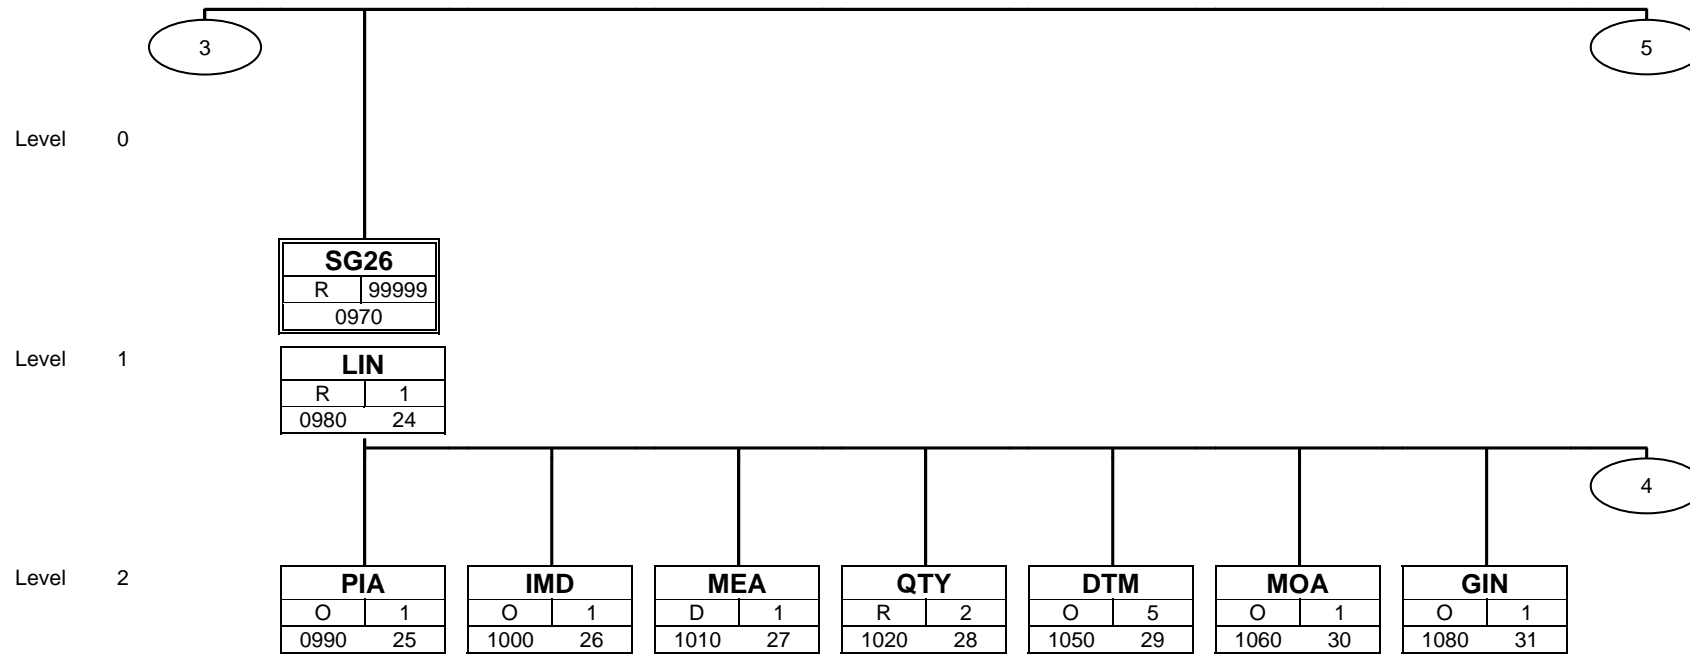 3 5
Level 0
SG26
R 99999
0970
Level 1
LIN
R 1
0980 24
4
Level 2
PIA IMD MEA QTY DTM MOA GIN
O 1 O 1 D 1 R 2 O 5 O 1 O 1
0990 25 1000 26 1010 27 1020 28 1050 29 1060 30 1080 31